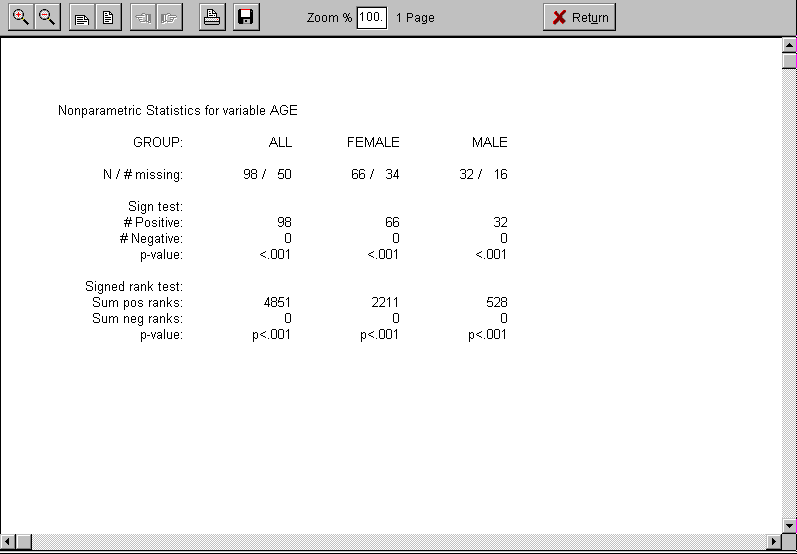 Zoom % 100. 1 Page Return
Nonparametric Statistics for variable AGE
GROUP: ALL FEMALE MALE
N / # missing: 98 / 50 66 / 34 32 / 16
Sign test:
# Positive: 98 66 32
# Negative: 0 0 0
p-value: <.001 <.001 <.001
Signed rank test:
Sum pos ranks: 4851 2211 528
Sum neg ranks: 0 0 0
p-value: p<.001 p<.001 p<.001